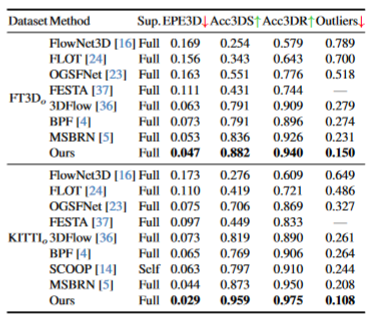 Dataset Method Sup. EPE3D↓ Acc3DS↑ Acc3DR↑ Outliers↓
FlowNet3D [16] Full 0.169 0.254 0.579 0.789
FLOT [24] Full 0.156 0.343 0.643 0.700
OGSFNet [23] Full 0.163 0.551 0.776 0.518
FESTA [37] Full 0.111 0.431 0.744 —
FT3Dₒ 3DFlow [36] Full 0.063 0.791 0.909 0.279
BPF [4] Full 0.073 0.791 0.896 0.274
MSBRN [5] Full 0.053 0.836 0.926 0.231
Ours Full 0.047 0.882 0.940 0.150
FlowNet3D [16] Full 0.173 0.276 0.609 0.649
FLOT [24] Full 0.110 0.419 0.721 0.486
OGSFNet [23] Full 0.075 0.706 0.869 0.327
FESTA [37] Full 0.097 0.449 0.833 —
KITTIₒ 3DFlow [36] Full 0.073 0.819 0.890 0.261
BPF [4] Full 0.065 0.769 0.906 0.264
SCOOP [14] Self 0.063 0.797 0.910 0.244
MSBRN [5] Full 0.044 0.873 0.950 0.208
Ours Full 0.029 0.959 0.975 0.108